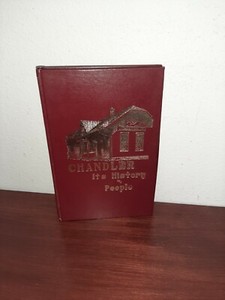 CHANDLER
Its History
&
People